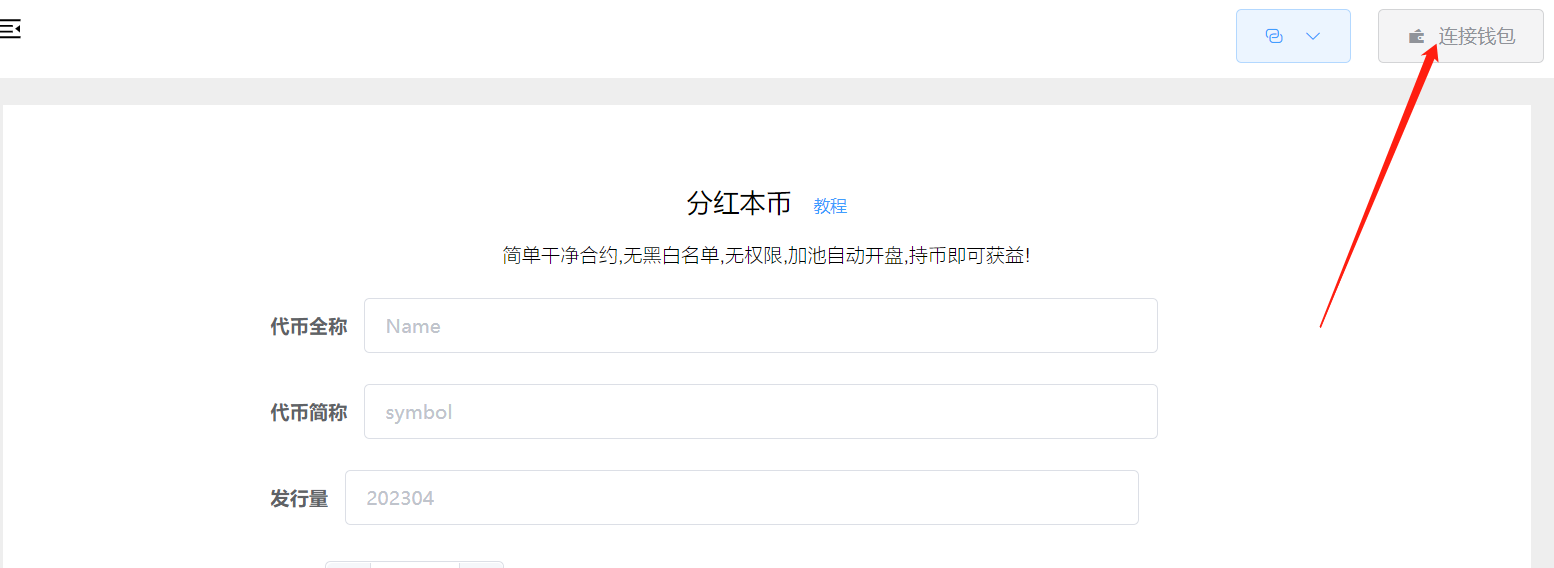 连接钱包
分红本币 教程
简单干净合约,无黑白名单,无权限,加池自动开盘,持币即可获益!
代币全称 Name
代币简称 symbol
发行量 202304